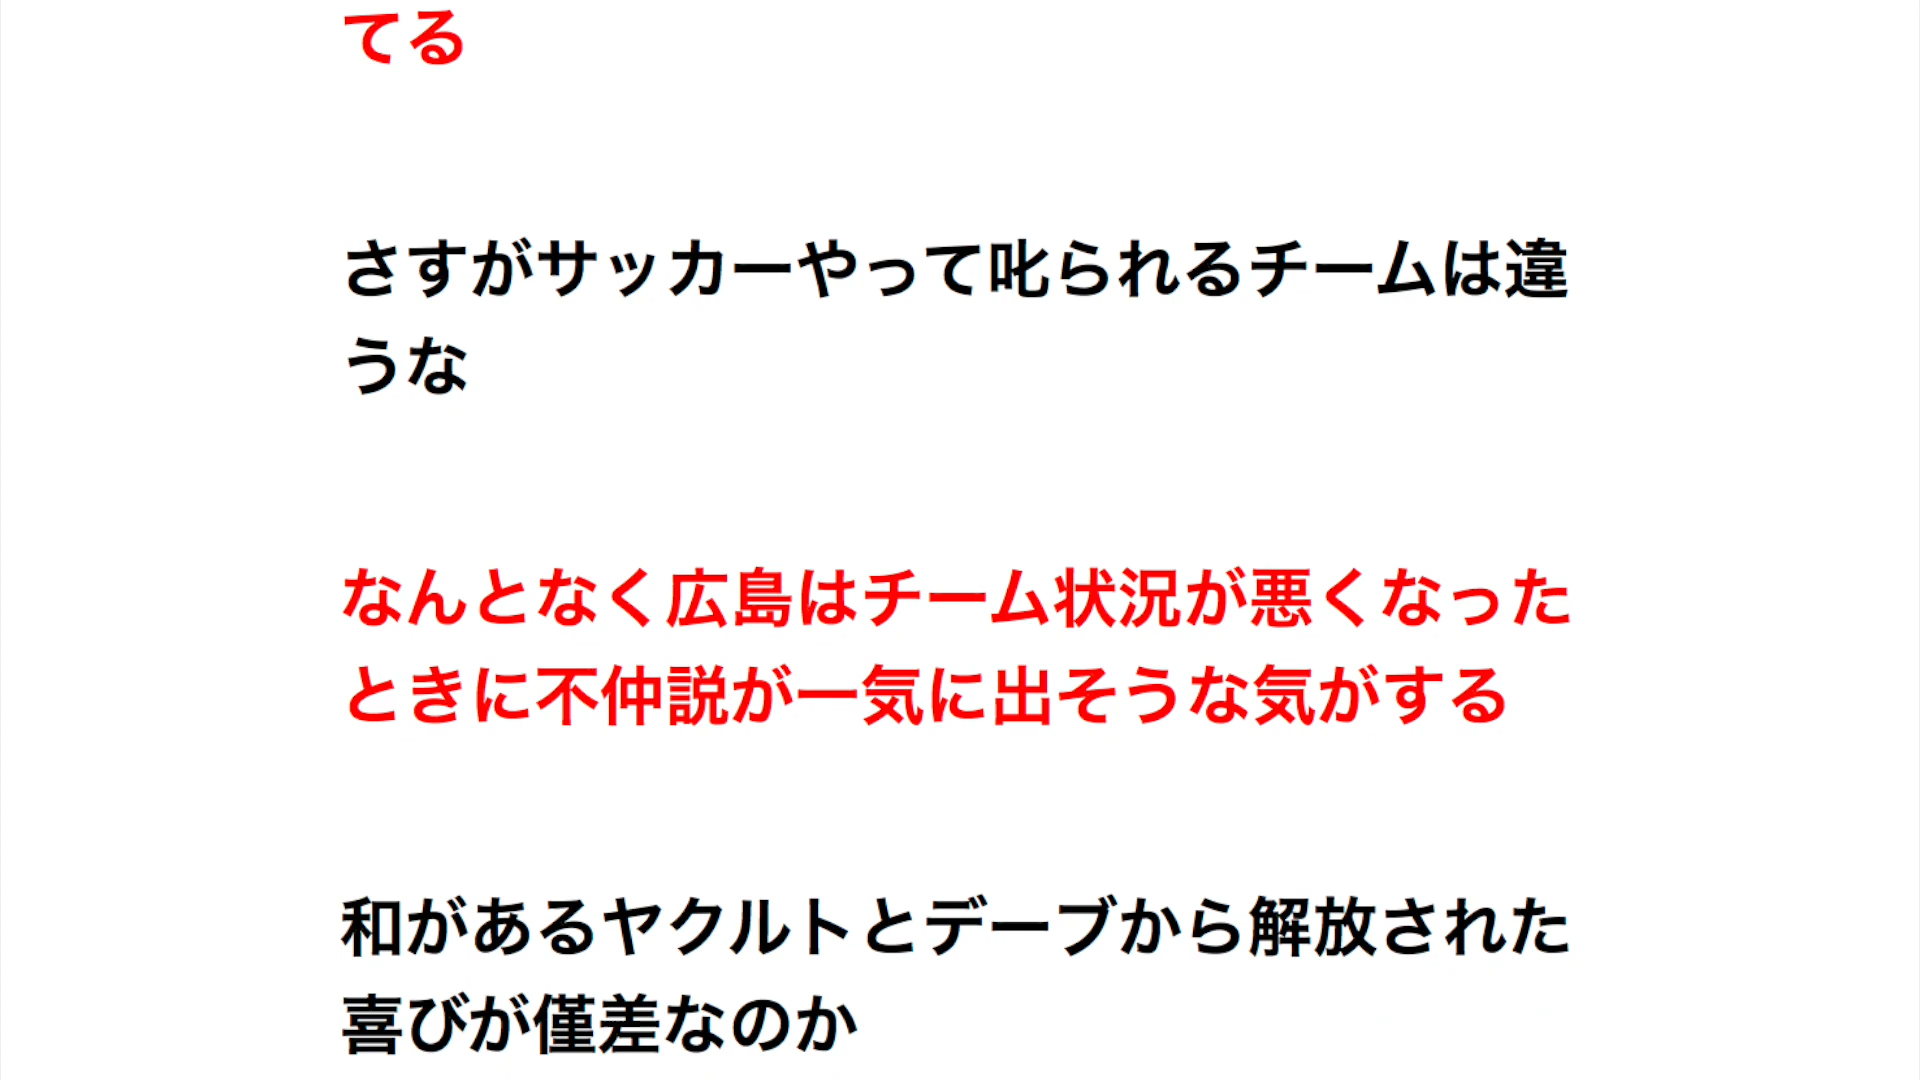 てる
さすがサッカーやって叱られるチームは違
うな
なんとなく広島はチーム状況が悪くなった
ときに不仲説が一気に出そうな気がする
和があるヤクルトとデーブから解放された
喜びが僅差なのか